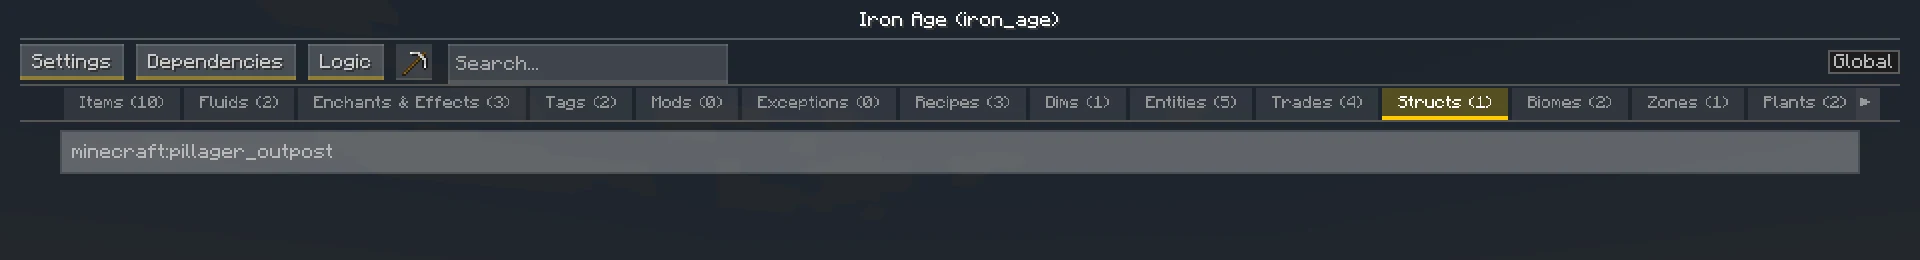 Iron Age (iron_age)
Settings Dependencies Logic Search... Global
Items (10) Fluids (2) Enchants & Effects (3) Tags (2) Mods (0) Exceptions (0) Recipes (3) Dims (1) Entities (5) Trades (4) Structs (1) Biomes (2) Zones (1) Plants (2)
minecraft:pillager_outpost